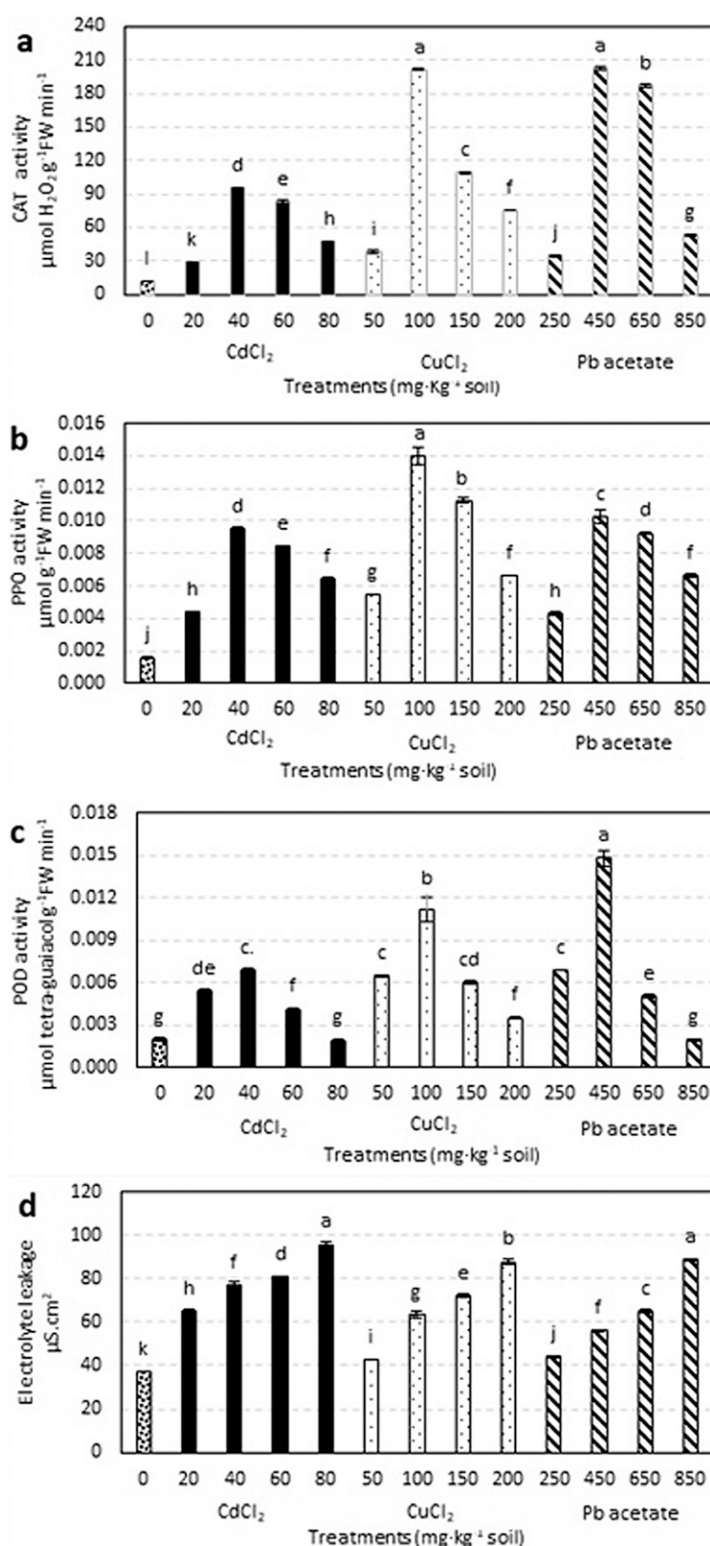 a
CAT activity
µmol H₂O₂ g⁻¹FW min⁻¹
240
210
180
150
120
90
60
30
0
l k d e h i a c f j a b g
0 20 40 60 80 50 100 150 200 250 450 650 850
CdCl₂ CuCl₂ Pb acetate
Treatments (mg·Kg⁻¹ soil)
b
PPO activity
µmol g⁻¹FW min⁻¹
0.016
0.014
0.012
0.010
0.008
0.006
0.004
0.002
0.000
j h d e f g a b f h c d f
0 20 40 60 80 50 100 150 200 250 450 650 850
CdCl₂ CuCl₂ Pb acetate
Treatments (mg·kg⁻¹ soil)
c
POD activity
µmol tetra-guaiacol g⁻¹FW min⁻¹
0.018
0.015
0.012
0.009
0.006
0.003
0.000
g de c. f g c b cd f c a e g
0 20 40 60 80 50 100 150 200 250 450 650 850
CdCl₂ CuCl₂ Pb acetate
Treatments (mg·kg⁻¹ soil)
d
Electrolyte leakage
µS.cm²
120
100
80
60
40
20
0
k h f d a i g e b j f c a
0 20 40 60 80 50 100 150 200 250 450 650 850
CdCl₂ CuCl₂ Pb acetate
Treatments (mg·kg⁻¹ soil)